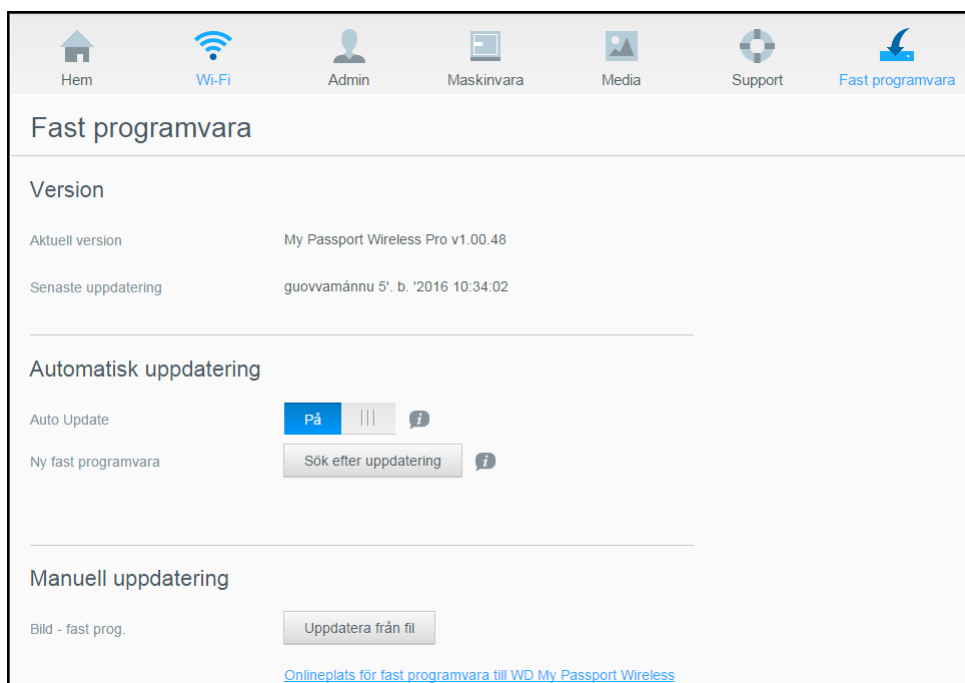 Hem Wi-Fi Admin Maskinvara Media Support Fast programvara
Fast programvara
Version
Aktuell version My Passport Wireless Pro v1.00.48
Senaste uppdatering guovvamánnu 5'. b. '2016 10:34:02
Automatisk uppdatering
Auto Update På
Ny fast programvara Sök efter uppdatering
Manuell uppdatering
Bild - fast prog. Uppdatera från fil
Onlineplats för fast programvara till WD My Passport Wireless